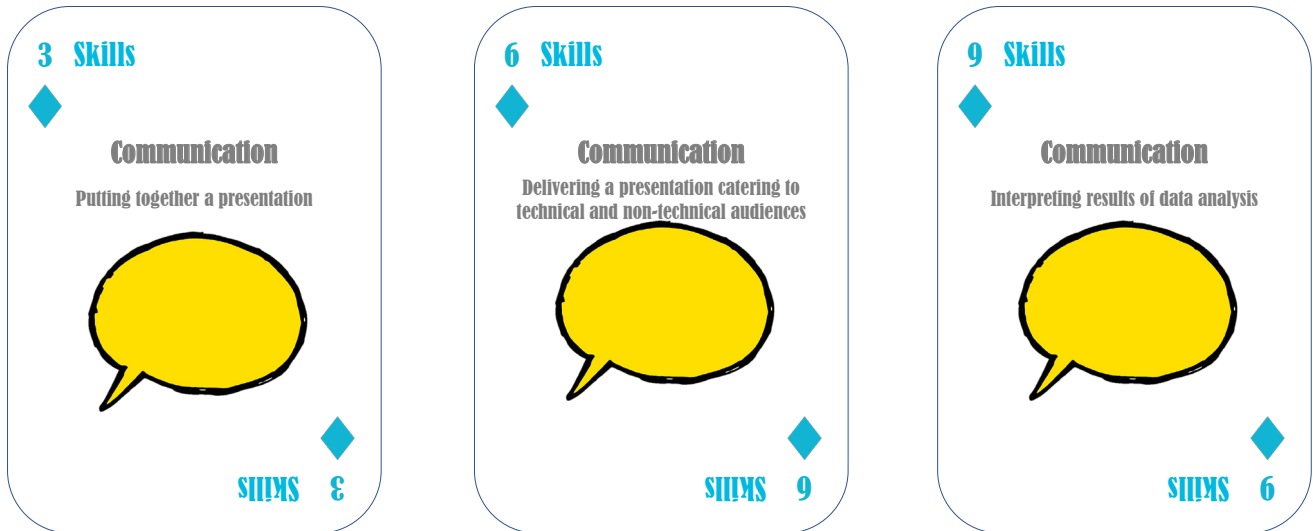 3 Skills
Communication
Putting together a presentation
Skills 3
6 Skills
Communication
Delivering a presentation catering to
technical and non-technical audiences
Skills 6
9 Skills
Communication
Interpreting results of data analysis
Skills 9